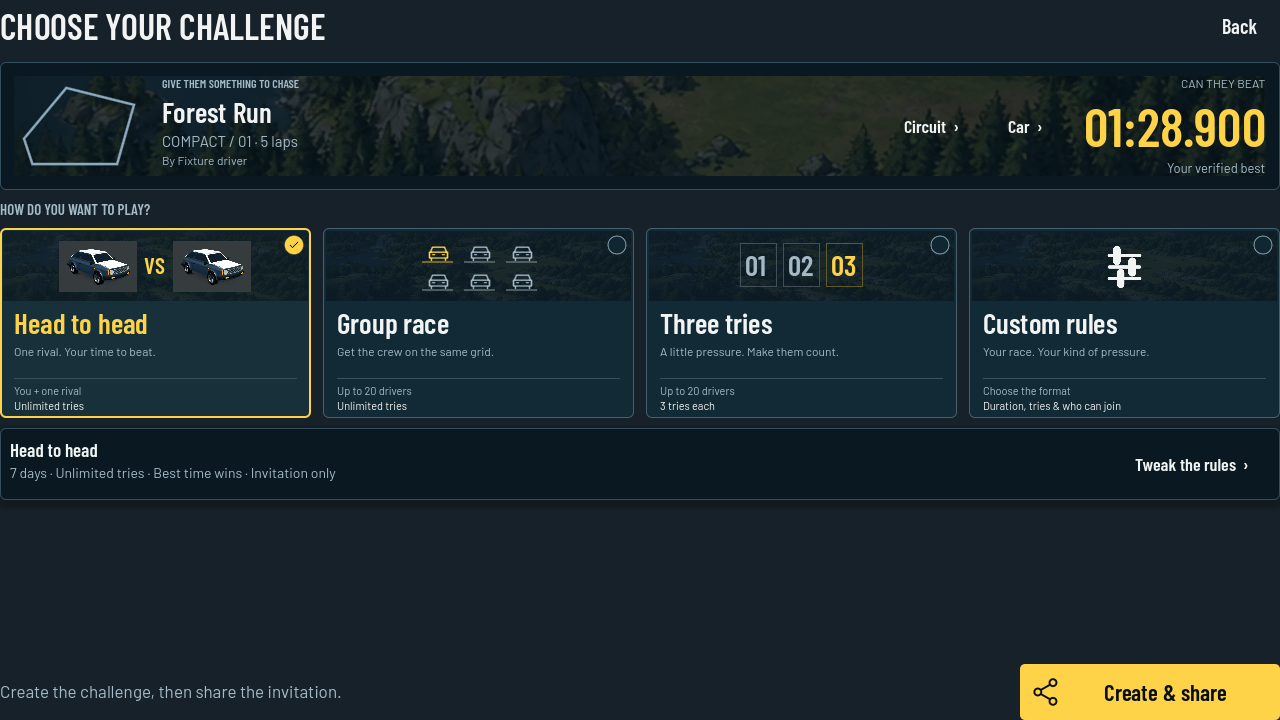 CHOOSE YOUR CHALLENGE
Back
GIVE THEM SOMETHING TO CHASE
Forest Run
COMPACT / 01 · 5 laps
By Fixture driver
Circuit ›
Car ›
CAN THEY BEAT
01:28.900
Your verified best
HOW DO YOU WANT TO PLAY?
VS
Head to head
One rival. Your time to beat.
You + one rival
Unlimited tries
Group race
Get the crew on the same grid.
Up to 20 drivers
Unlimited tries
01 02 03
Three tries
A little pressure. Make them count.
Up to 20 drivers
3 tries each
Custom rules
Your race. Your kind of pressure.
Choose the format
Duration, tries & who can join
Head to head
7 days · Unlimited tries · Best time wins · Invitation only
Tweak the rules ›
Create the challenge, then share the invitation.
Create & share